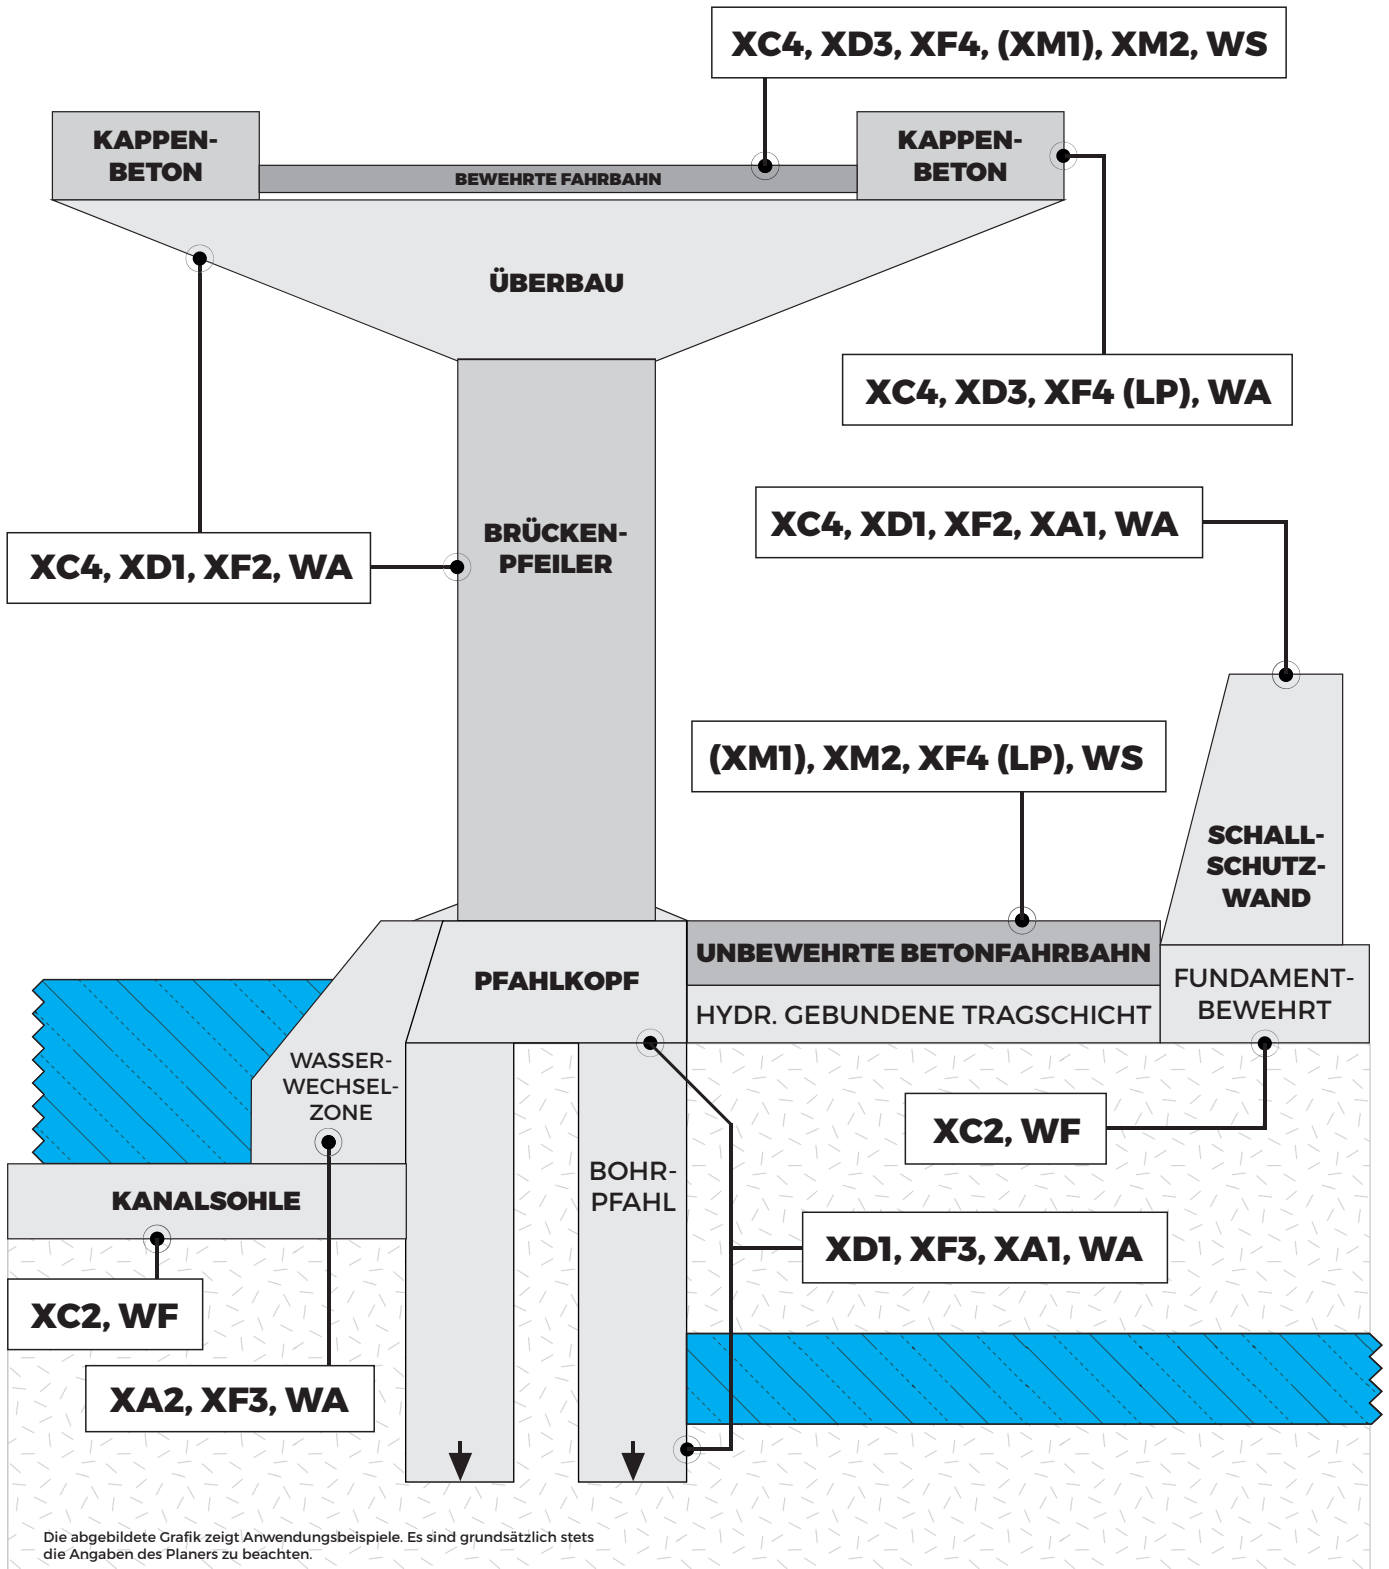 XC4, XD3, XF4, (XM1), XM2, WS
KAPPEN-
BETON
KAPPEN-
BETON
BEWEHRTE FAHRBAHN
ÜBERBAU
XC4, XD3, XF4 (LP), WA
XC4, XD1, XF2, XA1, WA
BRÜCKEN-
PFEILER
XC4, XD1, XF2, WA
(XM1), XM2, XF4 (LP), WS
SCHALL-
SCHUTZ-
WAND
UNBEWEHRTE BETONFAHRBAHN
PFAHLKOPF
FUNDAMENT-
BEWEHRT
HYDR. GEBUNDENE TRAGSCHICHT
WASSER-
WECHSEL-
ZONE
XC2, WF
BOHR-
PFAHL
KANALSOHLE
XD1, XF3, XA1, WA
XC2, WF
XA2, XF3, WA
Die abgebildete Grafik zeigt Anwendungsbeispiele. Es sind grundsätzlich stets
die Angaben des Planers zu beachten.